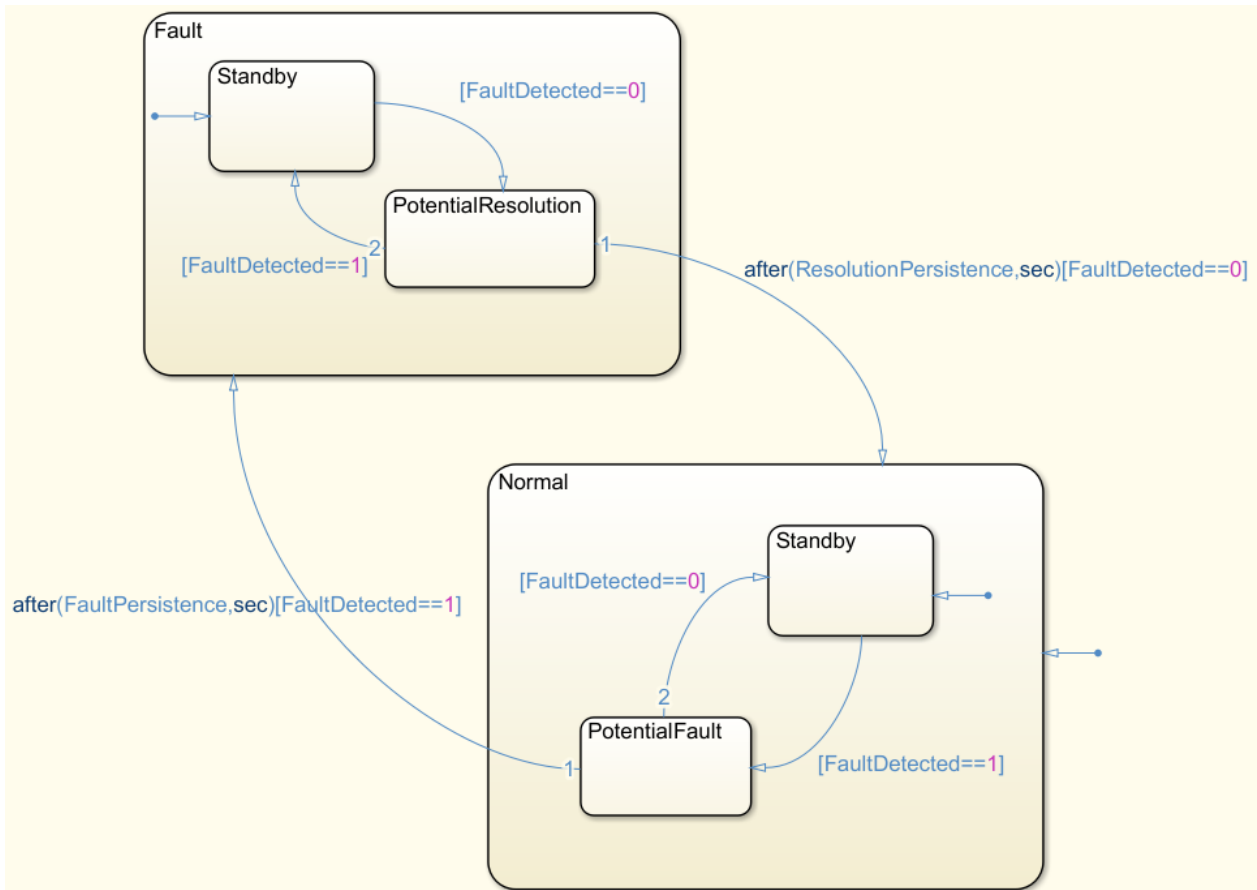 Fault
Standby
[FaultDetected==0]
PotentialResolution
2
1
[FaultDetected==1]
after(ResolutionPersistence,sec)[FaultDetected==0]
Normal
Standby
[FaultDetected==0]
after(FaultPersistence,sec)[FaultDetected==1]
2
PotentialFault
1
[FaultDetected==1]